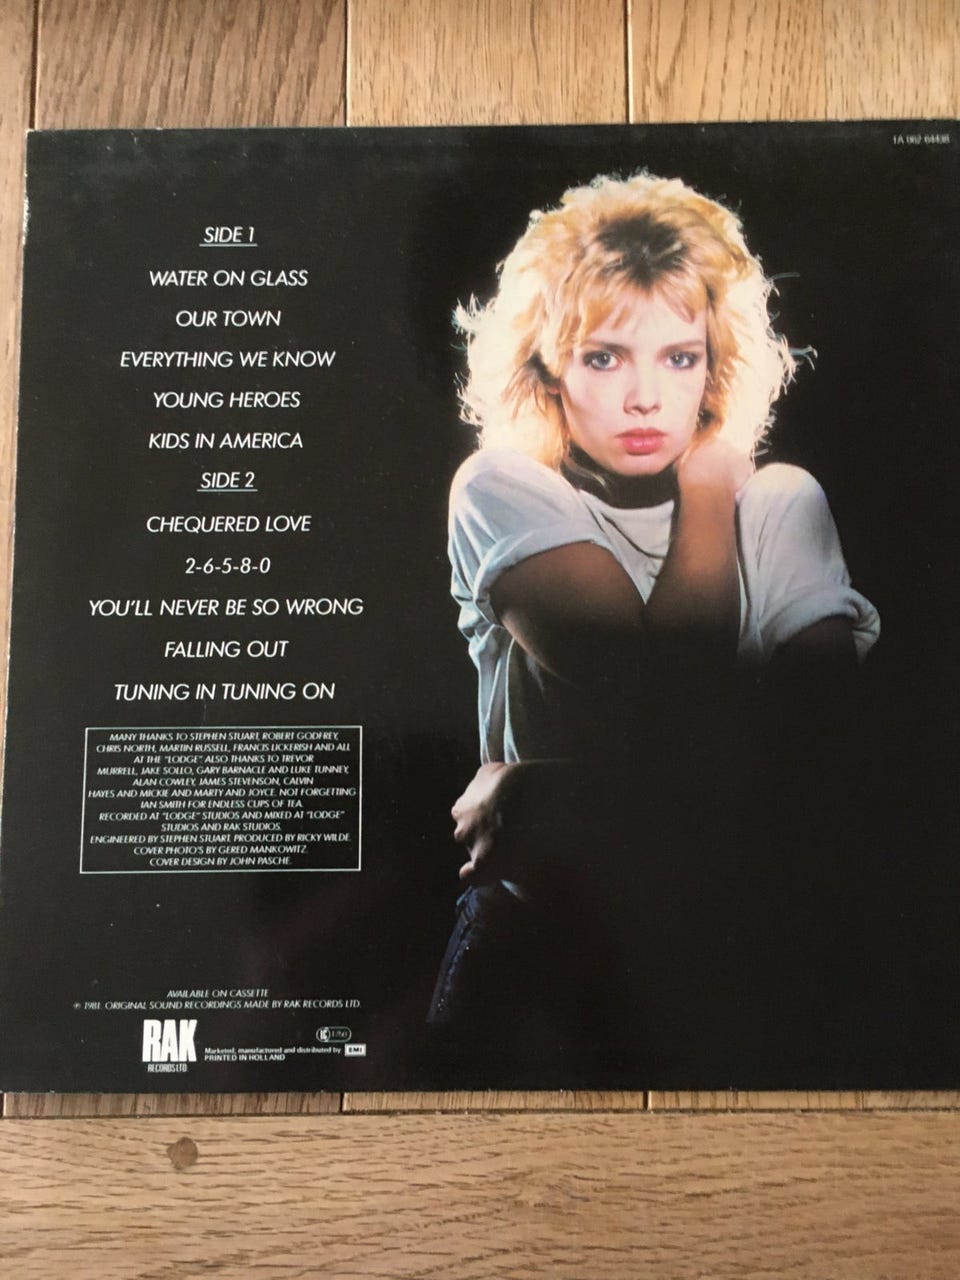 1A 062 64438
SIDE 1
WATER ON GLASS
OUR TOWN
EVERYTHING WE KNOW
YOUNG HEROES
KIDS IN AMERICA
SIDE 2
CHEQUERED LOVE
2-6-5-8-0
YOU'LL NEVER BE SO WRONG
FALLING OUT
TUNING IN TUNING ON
MANY THANKS TO STEPHEN STUART, ROBERT GODFREY,
CHRIS NORTH, MARTIN RUSSELL, FRANCIS LICKERISH AND ALL
AT THE "LODGE" ALSO THANKS TO TREVOR
MURRELL, JAKE SOLLO, GARY BARNACLE AND LUKE TUNNEY,
ALAN COWLEY, JAMES STEVENSON, CALVIN
HAYES AND MICKIE AND MARTY AND JOYCE. NOT FORGETTING
IAN SMITH FOR ENDLESS CUPS OF TEA.
RECORDED AT "LODGE" STUDIOS AND MIXED AT "LODGE"
STUDIOS AND RAK STUDIOS.
ENGINEERED BY STEPHEN STUART. PRODUCED BY RICKY WILDE.
COVER PHOTO'S BY GERED MANKOWITZ.
COVER DESIGN BY JOHN PASCHE.
AVAILABLE ON CASSETTE
℗ 1981. ORIGINAL SOUND RECORDINGS MADE BY RAK RECORDS LTD.
RAK
RECORDS LTD
Marketed, manufactured and distributed by EMI
PRINTED IN HOLLAND